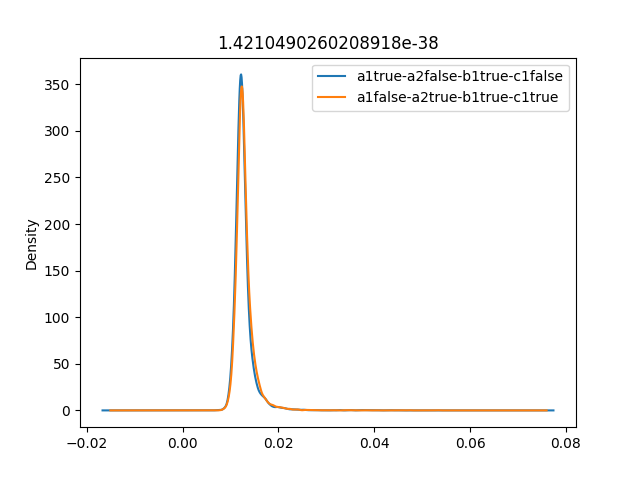 1.4210490260208918e-38
a1true-a2false-b1true-c1false
a1false-a2true-b1true-c1true
Density
350
300
250
200
150
100
50
0
−0.02 0.00 0.02 0.04 0.06 0.08